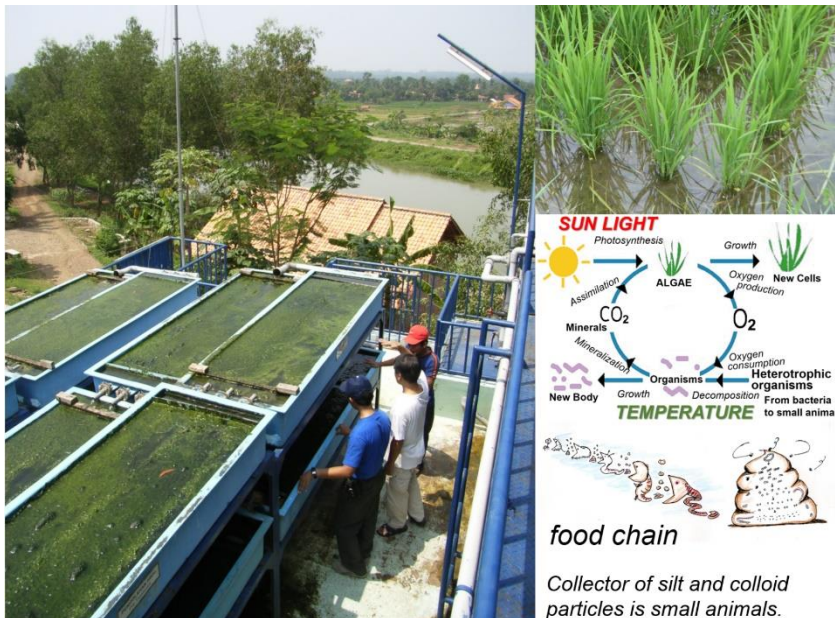 SUN LIGHT
Photosynthesis
Growth
ALGAE
New Cells
Assimilation
Oxygen
production
CO2
O2
Minerals
Mineralization
Oxygen
consumption
Organisms
Heterotrophic
organisms
New Body
Growth
Decomposition
From bacteria
to small anima
TEMPERATURE
food chain
Collector of silt and colloid
particles is small animals.